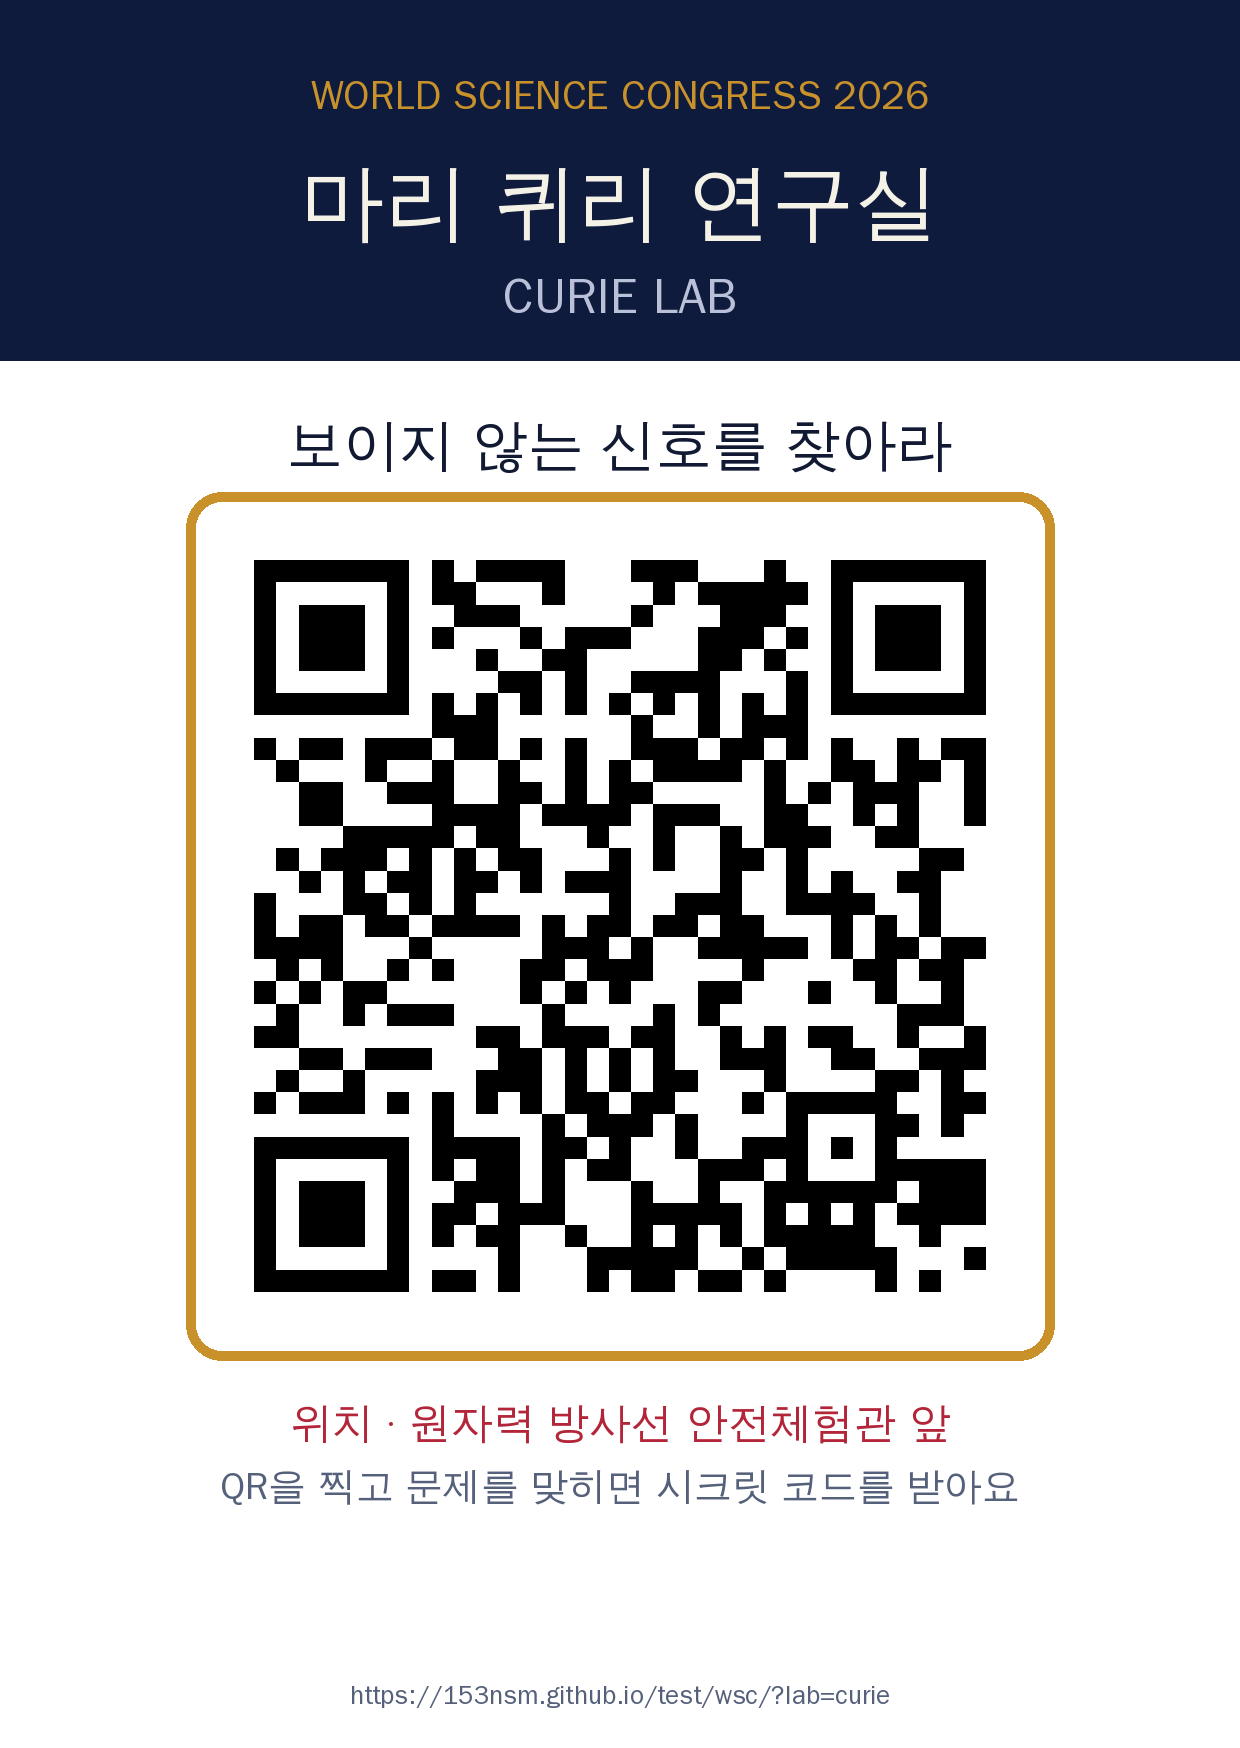 WORLD SCIENCE CONGRESS 2026
마리 퀴리 연구실
CURIE LAB
보이지 않는 신호를 찾아라
위치 · 원자력 방사선 안전체험관 앞
QR을 찍고 문제를 맞히면 시크릿 코드를 받아요
https://153nsm.github.io/test/wsc/?lab=curie